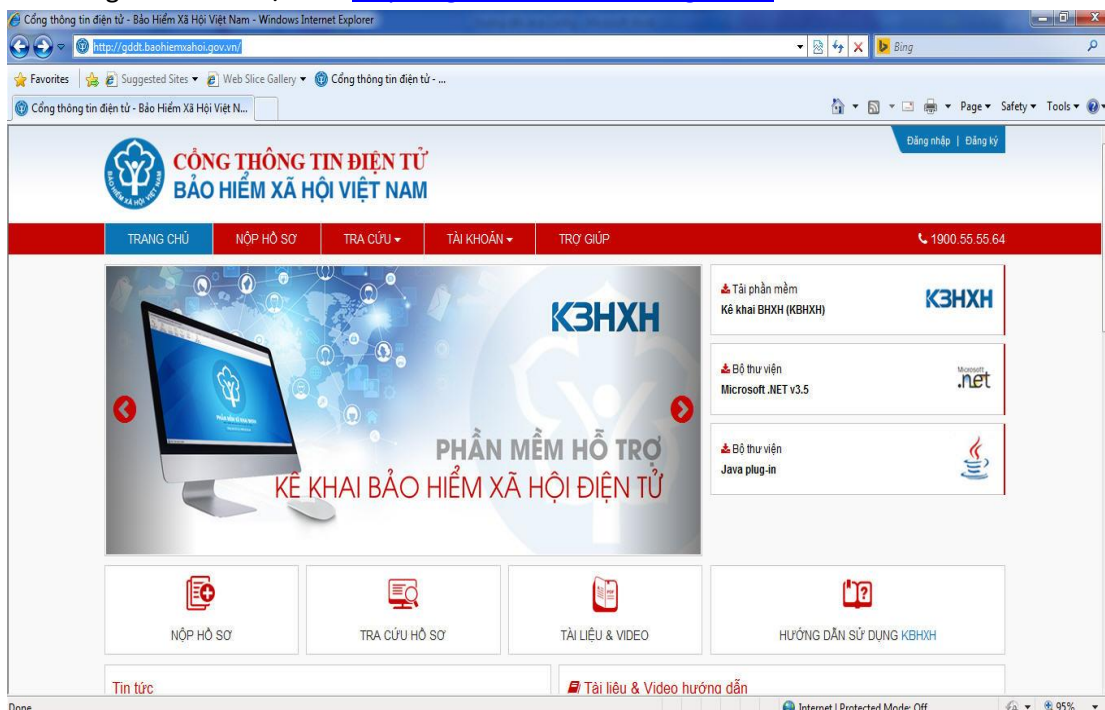 Cổng thông tin điện tử - Bảo Hiểm Xã Hội Việt Nam - Windows Internet Explorer
http://gddt.baohiemxahoi.gov.vn/
Bing
Favorites
Suggested Sites
Web Slice Gallery
Cổng thông tin điện tử - ...
Cổng thông tin điện tử - Bảo Hiểm Xã Hội Việt N...
Page
Safety
Tools
Đăng nhập | Đăng ký
CỔNG THÔNG TIN ĐIỆN TỬ
BẢO HIỂM XÃ HỘI VIỆT NAM
TRANG CHỦ
NỘP HỒ SƠ
TRA CỨU
TÀI KHOẢN
TRỢ GIÚP
1900.55.55.64
KBHXH
PHẦN MỀM HỖ TRỢ
KÊ KHAI BẢO HIỂM XÃ HỘI ĐIỆN TỬ
Tải phần mềm
Kê khai BHXH (KBHXH)
KBHXH
Bộ thư viện
Microsoft .NET v3.5
Microsoft
.net
Bộ thư viện
Java plug-in
NỘP HỒ SƠ
TRA CỨU HỒ SƠ
TÀI LIỆU & VIDEO
HƯỚNG DẪN SỬ DỤNG KBHXH
Tin tức
Tài liệu & Video hướng dẫn
Done
Internet | Protected Mode: Off
95%